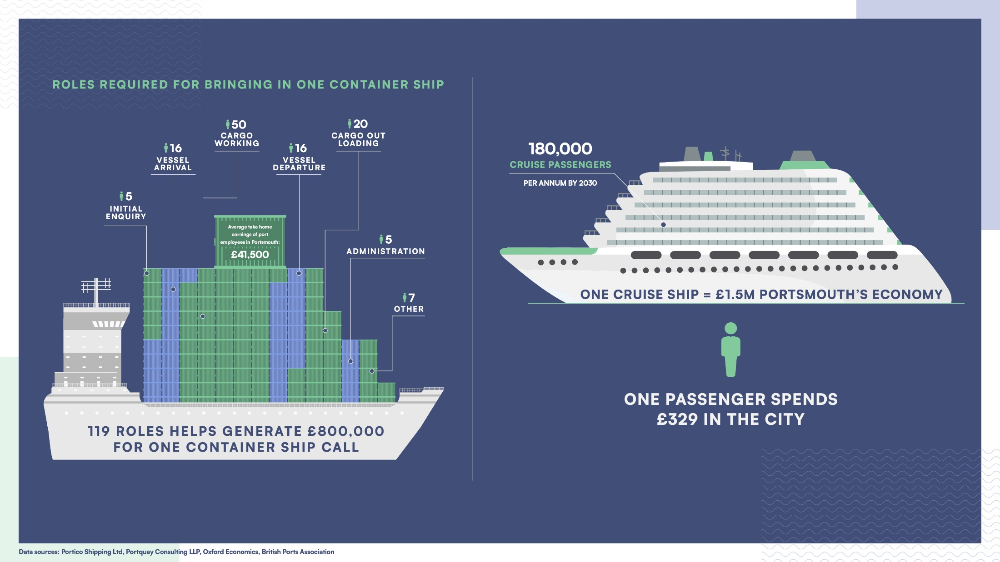 ROLES REQUIRED FOR BRINGING IN ONE CONTAINER SHIP
5
INITIAL
ENQUIRY
16
VESSEL
ARRIVAL
50
CARGO
WORKING
16
VESSEL
DEPARTURE
20
CARGO OUT
LOADING
5
ADMINISTRATION
7
OTHER
Average take home
earnings of port
employees in Portsmouth:
£41,500
119 ROLES HELPS GENERATE £800,000
FOR ONE CONTAINER SHIP CALL
180,000
CRUISE PASSENGERS
PER ANNUM BY 2030
ONE CRUISE SHIP = £1.5M PORTSMOUTH’S ECONOMY
ONE PASSENGER SPENDS
£329 IN THE CITY
Data sources: Portico Shipping Ltd, Portquay Consulting LLP, Oxford Economics, British Ports Association